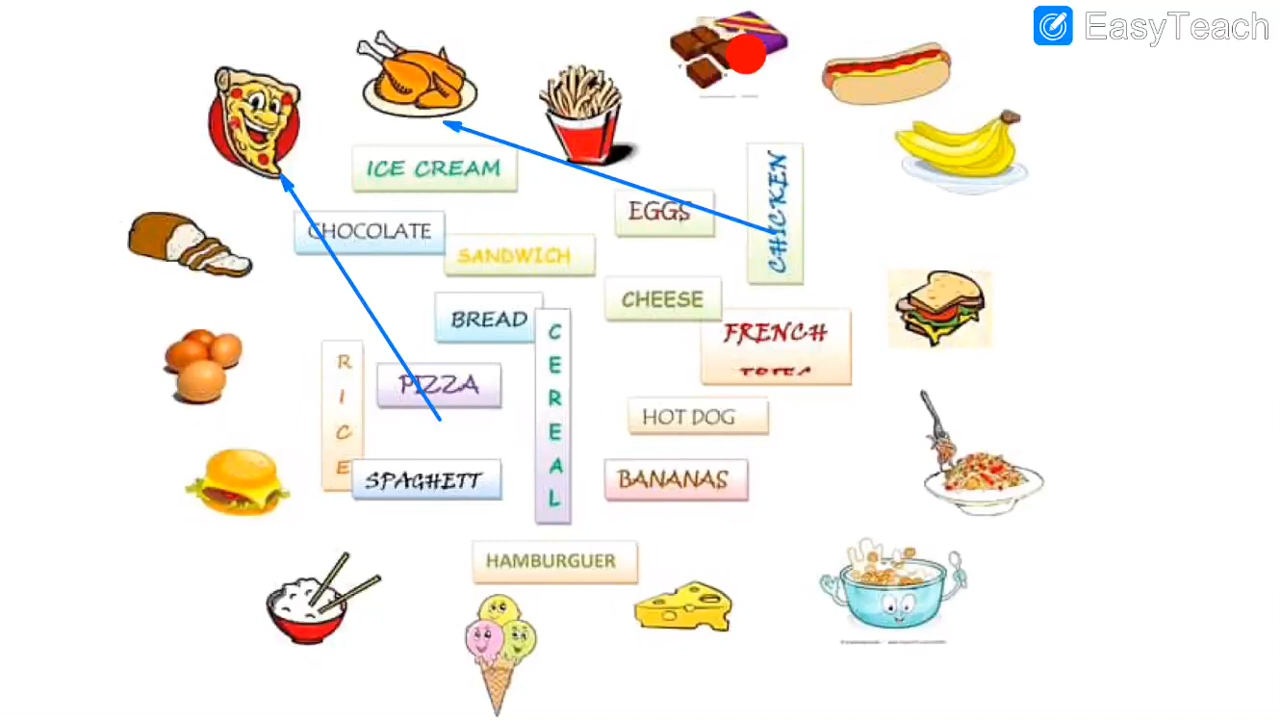 EasyTeach
ICE CREAM
CHICKEN
EGGS
CHOCOLATE
SANDWICH
CHEESE
BREAD
CEREAL
FRENCH
RICE
PIZZA
HOT DOG
SPAGHETT
BANANAS
HAMBURGUER